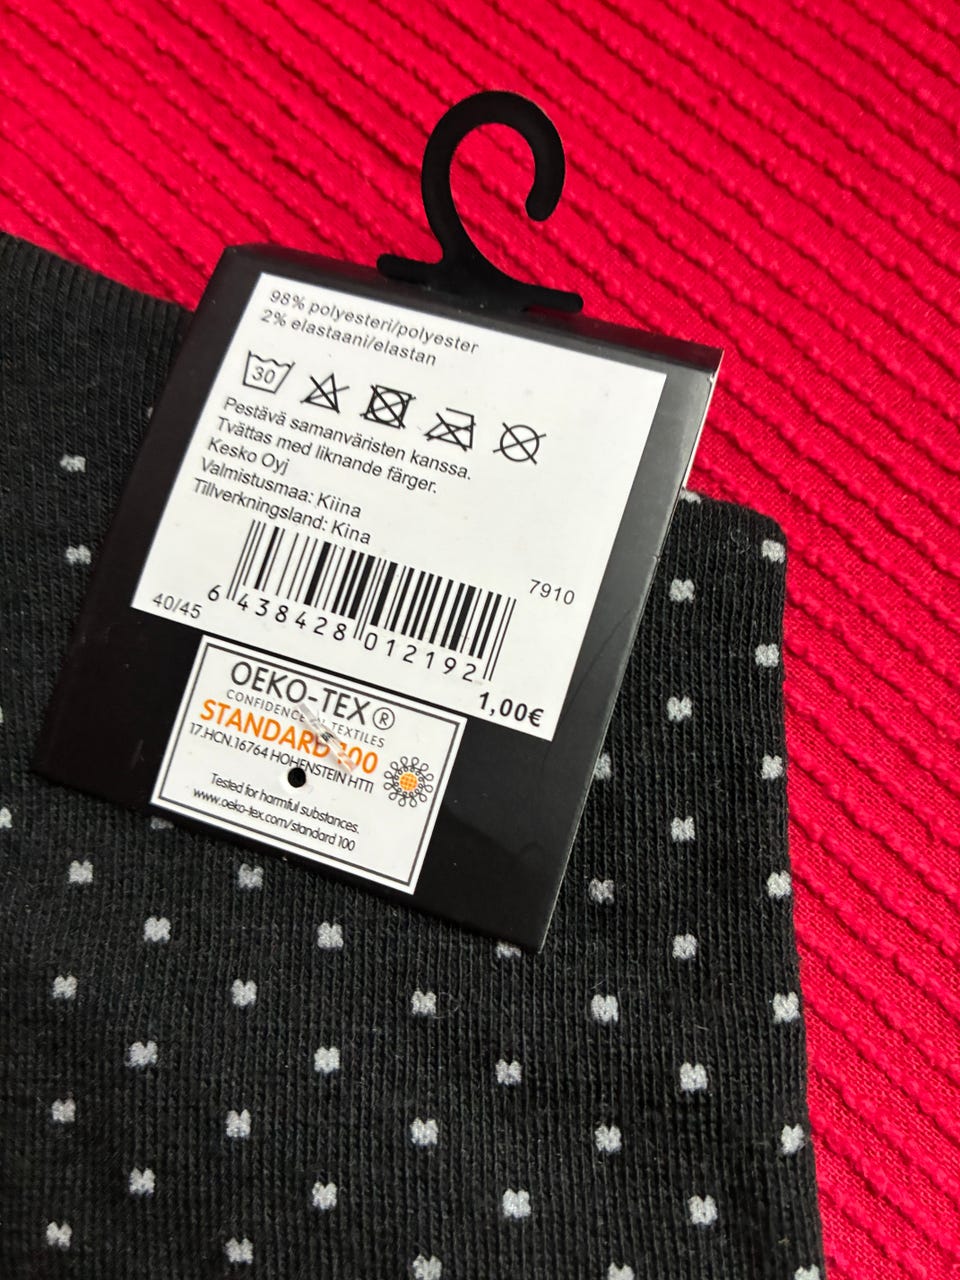 98% polyesteri/polyester
2% elastaani/elastan
30
Pestävä samanväristen kanssa.
Tvättas med liknande färger.
Kesko Oyj
Valmistusmaa: Kiina
Tillverkningsland: Kina
7910
40/45
6 438428 012192
1,00€
OEKO-TEX®
CONFIDENCE IN TEXTILES
STANDARD 100
17.HCN.16764 HOHENSTEIN HTTI
Tested for harmful substances.
www.oeko-tex.com/standard 100